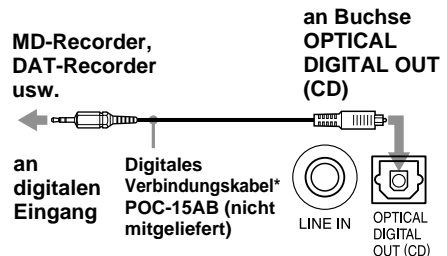 MD-Recorder,
DAT-Recorder
usw.
an Buchse
OPTICAL
DIGITAL OUT
(CD)
an
digitalen
Eingang
Digitales
Verbindungskabel*
POC-15AB (nicht
mitgeliefert)
LINE IN
OPTICAL
DIGITAL
OUT (CD)